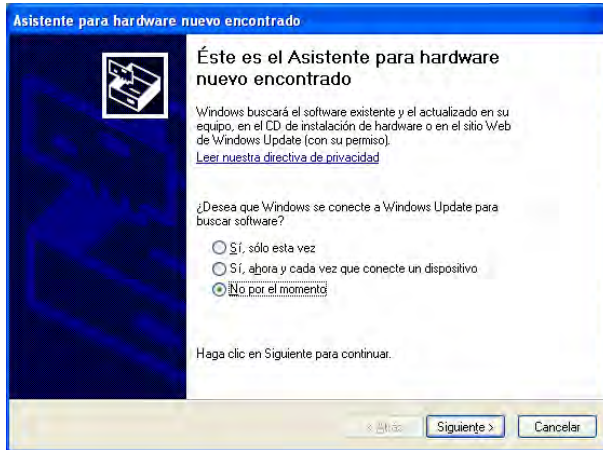 Asistente para hardware nuevo encontrado
Éste es el Asistente para hardware
nuevo encontrado
Windows buscará el software existente y el actualizado en su
equipo, en el CD de instalación de hardware o en el sitio Web
de Windows Update (con su permiso).
Leer nuestra directiva de privacidad
¿Desea que Windows se conecte a Windows Update para
buscar software?
Sí, sólo esta vez
Sí, ahora y cada vez que conecte un dispositivo
No por el momento
Haga clic en Siguiente para continuar.
< Atrás Siguiente > Cancelar